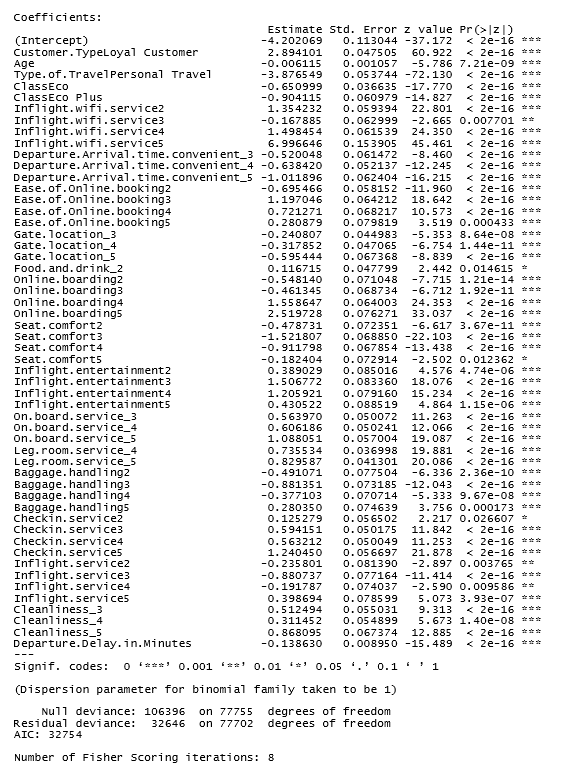 Coefficients:
Estimate Std. Error z value Pr(>|z|)
(Intercept) -4.202069 0.113044 -37.172 < 2e-16 ***
Customer.TypeLoyal Customer 2.894101 0.047505 60.922 < 2e-16 ***
Age -0.006115 0.001057 -5.786 7.21e-09 ***
Type.of.TravelPersonal Travel -3.876549 0.053744 -72.130 < 2e-16 ***
ClassEco -0.650999 0.036635 -17.770 < 2e-16 ***
ClassEco Plus -0.904115 0.060979 -14.827 < 2e-16 ***
Inflight.wifi.service2 1.354232 0.059394 22.801 < 2e-16 ***
Inflight.wifi.service3 -0.167885 0.062999 -2.665 0.007701 **
Inflight.wifi.service4 1.498454 0.061539 24.350 < 2e-16 ***
Inflight.wifi.service5 6.996646 0.153905 45.461 < 2e-16 ***
Departure.Arrival.time.convenient_3 -0.520048 0.061472 -8.460 < 2e-16 ***
Departure.Arrival.time.convenient_4 -0.638420 0.052137 -12.245 < 2e-16 ***
Departure.Arrival.time.convenient_5 -1.011896 0.062404 -16.215 < 2e-16 ***
Ease.of.Online.booking2 -0.695466 0.058152 -11.960 < 2e-16 ***
Ease.of.Online.booking3 1.197046 0.064212 18.642 < 2e-16 ***
Ease.of.Online.booking4 0.721271 0.068217 10.573 < 2e-16 ***
Ease.of.Online.booking5 0.280879 0.079819 3.519 0.000433 ***
Gate.location_3 -0.240807 0.044983 -5.353 8.64e-08 ***
Gate.location_4 -0.317852 0.047065 -6.754 1.44e-11 ***
Gate.location_5 -0.595444 0.067368 -8.839 < 2e-16 ***
Food.and.drink_2 0.116715 0.047799 2.442 0.014615 *
Online.boarding2 -0.548140 0.071048 -7.715 1.21e-14 ***
Online.boarding3 -0.461345 0.068734 -6.712 1.92e-11 ***
Online.boarding4 1.558647 0.064003 24.353 < 2e-16 ***
Online.boarding5 2.519728 0.076271 33.037 < 2e-16 ***
Seat.comfort2 -0.478731 0.072351 -6.617 3.67e-11 ***
Seat.comfort3 -1.521807 0.068850 -22.103 < 2e-16 ***
Seat.comfort4 -0.911798 0.067854 -13.438 < 2e-16 ***
Seat.comfort5 -0.182404 0.072914 -2.502 0.012362 *
Inflight.entertainment2 0.389029 0.085016 4.576 4.74e-06 ***
Inflight.entertainment3 1.506772 0.083360 18.076 < 2e-16 ***
Inflight.entertainment4 1.205921 0.079160 15.234 < 2e-16 ***
Inflight.entertainment5 0.430522 0.088519 4.864 1.15e-06 ***
On.board.service_3 0.563970 0.050072 11.263 < 2e-16 ***
On.board.service_4 0.606186 0.050241 12.066 < 2e-16 ***
On.board.service_5 1.088051 0.057004 19.087 < 2e-16 ***
Leg.room.service_4 0.735534 0.036998 19.881 < 2e-16 ***
Leg.room.service_5 0.829587 0.041301 20.086 < 2e-16 ***
Baggage.handling2 -0.491071 0.077504 -6.336 2.36e-10 ***
Baggage.handling3 -0.881351 0.073185 -12.043 < 2e-16 ***
Baggage.handling4 -0.377103 0.070714 -5.333 9.67e-08 ***
Baggage.handling5 0.280350 0.074639 3.756 0.000173 ***
Checkin.service2 0.125279 0.056502 2.217 0.026607 *
Checkin.service3 0.594151 0.050175 11.842 < 2e-16 ***
Checkin.service4 0.563212 0.050049 11.253 < 2e-16 ***
Checkin.service5 1.240450 0.056697 21.878 < 2e-16 ***
Inflight.service2 -0.235801 0.081390 -2.897 0.003765 **
Inflight.service3 -0.880737 0.077164 -11.414 < 2e-16 ***
Inflight.service4 -0.191787 0.074037 -2.590 0.009586 **
Inflight.service5 0.398694 0.078599 5.073 3.93e-07 ***
Cleanliness_3 0.512494 0.055031 9.313 < 2e-16 ***
Cleanliness_4 0.311452 0.054899 5.673 1.40e-08 ***
Cleanliness_5 0.868095 0.067374 12.885 < 2e-16 ***
Departure.Delay.in.Minutes -0.138630 0.008950 -15.489 < 2e-16 ***
---
Signif. codes: 0 ‘***’ 0.001 ‘**’ 0.01 ‘*’ 0.05 ‘.’ 0.1 ‘ ’ 1
(Dispersion parameter for binomial family taken to be 1)
Null deviance: 106396 on 77755 degrees of freedom
Residual deviance: 32646 on 77702 degrees of freedom
AIC: 32754
Number of Fisher Scoring iterations: 8